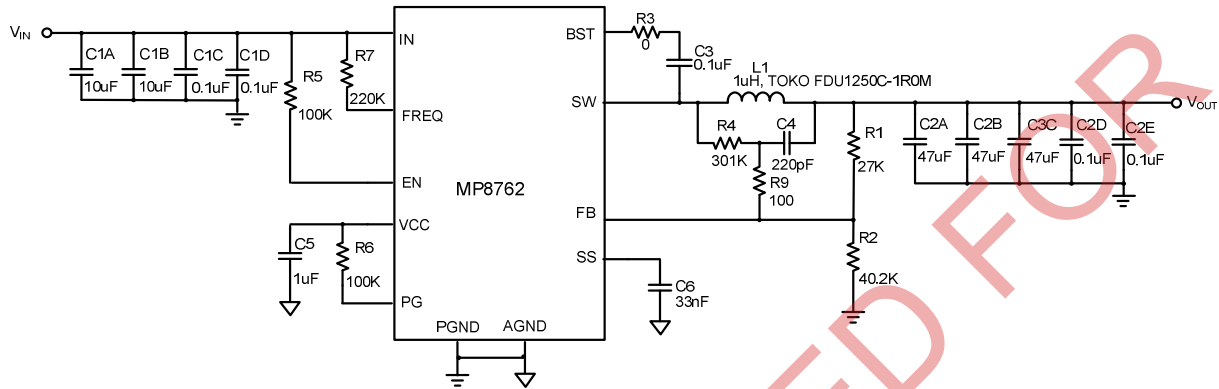 VIN
C1A
10uF
C1B
10uF
C1C
0.1uF
C1D
0.1uF
R5
100K
R7
220K
C5
1uF
R6
100K
IN
FREQ
EN
VCC
PG
PGND
AGND
MP8762
BST
SW
FB
SS
R3
0
C3
0.1uF
L1
1uH, TOKO FDU1250C-1R0M
R4
301K
C4
220pF
R9
100
R1
27K
R2
40.2K
C6
33nF
C2A
47uF
C2B
47uF
C3C
47uF
C2D
0.1uF
C2E
0.1uF
VOUT
ED FOR